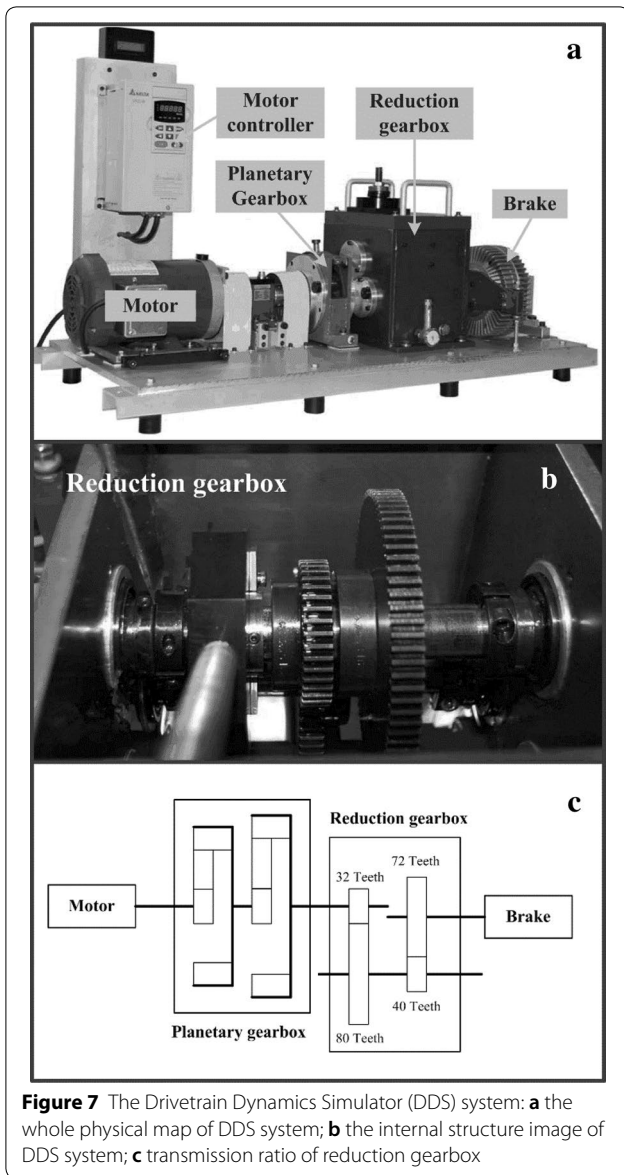 a
Motor
controller
Reduction
gearbox
Planetary
Gearbox
Brake
Motor
Reduction gearbox
b
c
Reduction gearbox
32 Teeth
72 Teeth
Motor
Brake
Planetary gearbox
80 Teeth
40 Teeth
Figure 7 The Drivetrain Dynamics Simulator (DDS) system: a the
whole physical map of DDS system; b the internal structure image of
DDS system; c transmission ratio of reduction gearbox